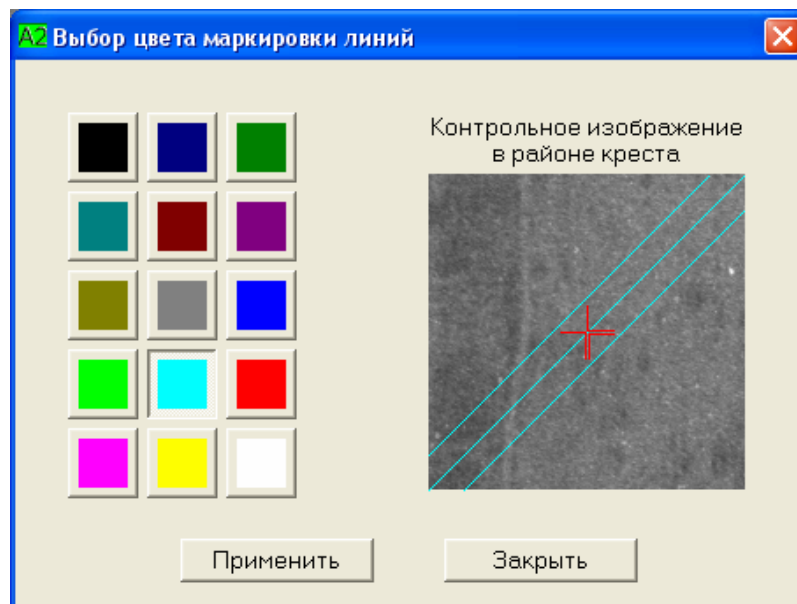 A2 Выбор цвета маркировки линий
Контрольное изображение
в районе креста
Применить
Закрыть